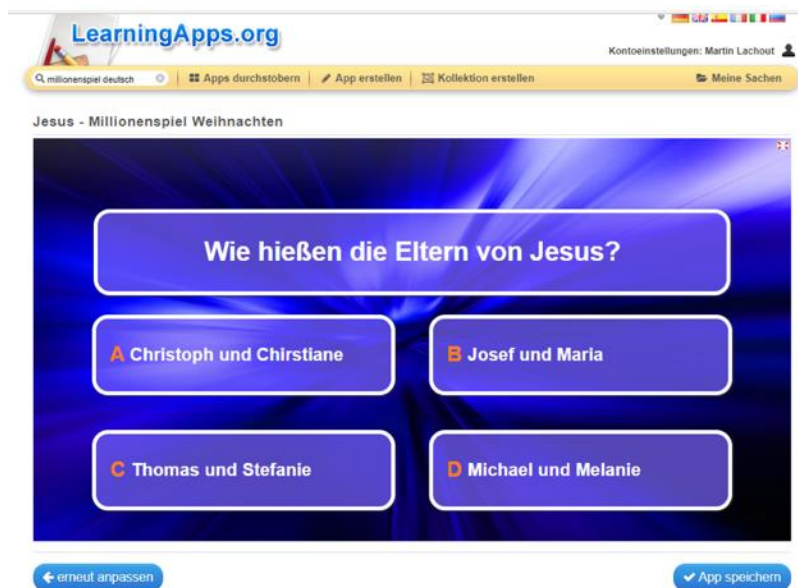 LearningApps.org
Kontoeinstellungen: Martin Lachout
millionenspiel deutsch
Apps durchstöbern
App erstellen
Kollektion erstellen
Meine Sachen
Jesus - Millionenspiel Weihnachten
Wie hießen die Eltern von Jesus?
A Christoph und Chirstiane
B Josef und Maria
C Thomas und Stefanie
D Michael und Melanie
erneut anpassen
App speichern